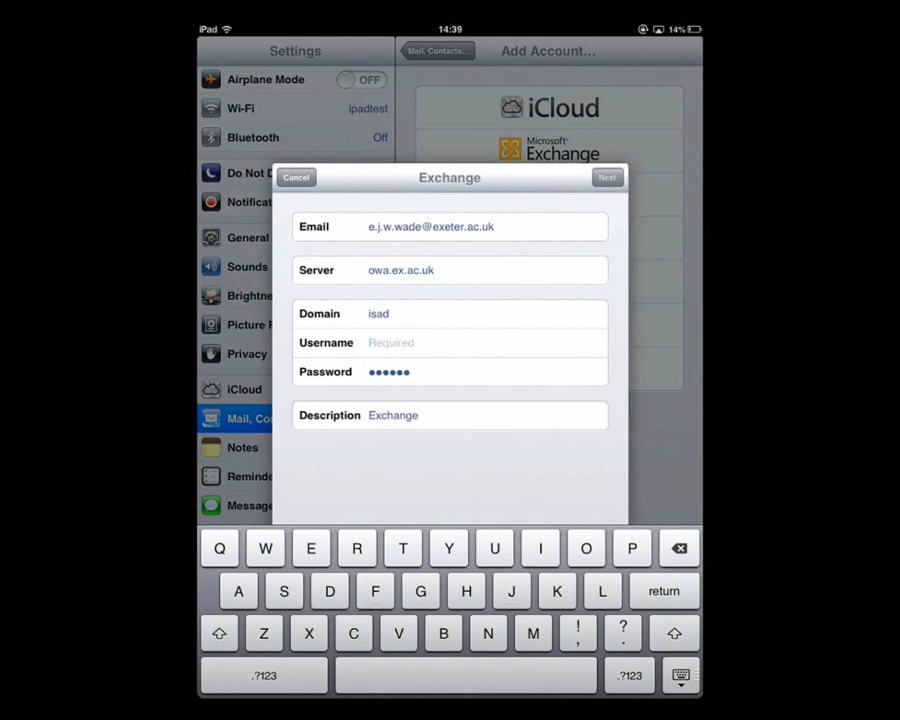 iPad 14:39 14%
Settings
Mail, Contacts... Add Account...
Airplane Mode OFF
Wi-Fi ipadtest
Bluetooth Off
iCloud
Microsoft®
Exchange
Do Not D
Notificat
General
Sounds
Brightne
Picture F
Privacy
iCloud
Mail, Co
Notes
Reminde
Message
Cancel Exchange Next
Email e.j.w.wade@exeter.ac.uk
Server owa.ex.ac.uk
Domain isad
Username Required
Password ••••••
Description Exchange
Q W E R T Y U I O P
A S D F G H J K L return
Z X C V B N M ! , ? .
.?123 .?123